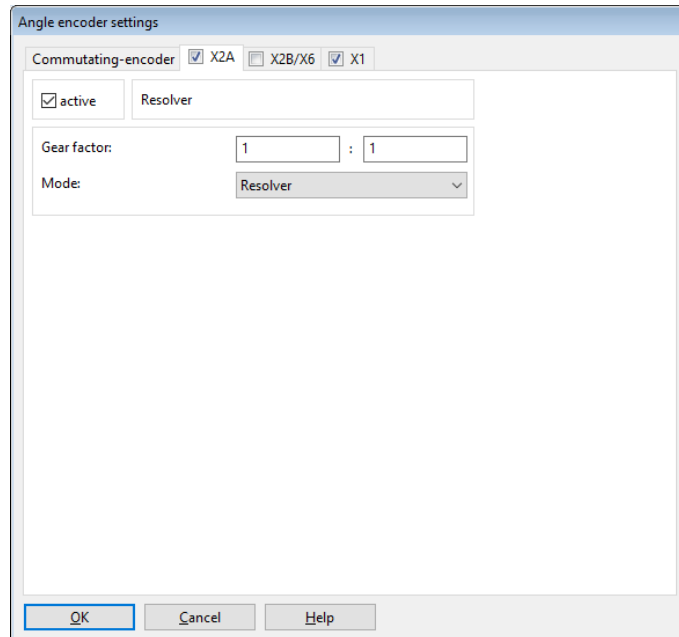 Angle encoder settings
Commutating-encoder X2A X2B/X6 X1
active Resolver
Gear factor: 1 : 1
Mode: Resolver
OK Cancel Help